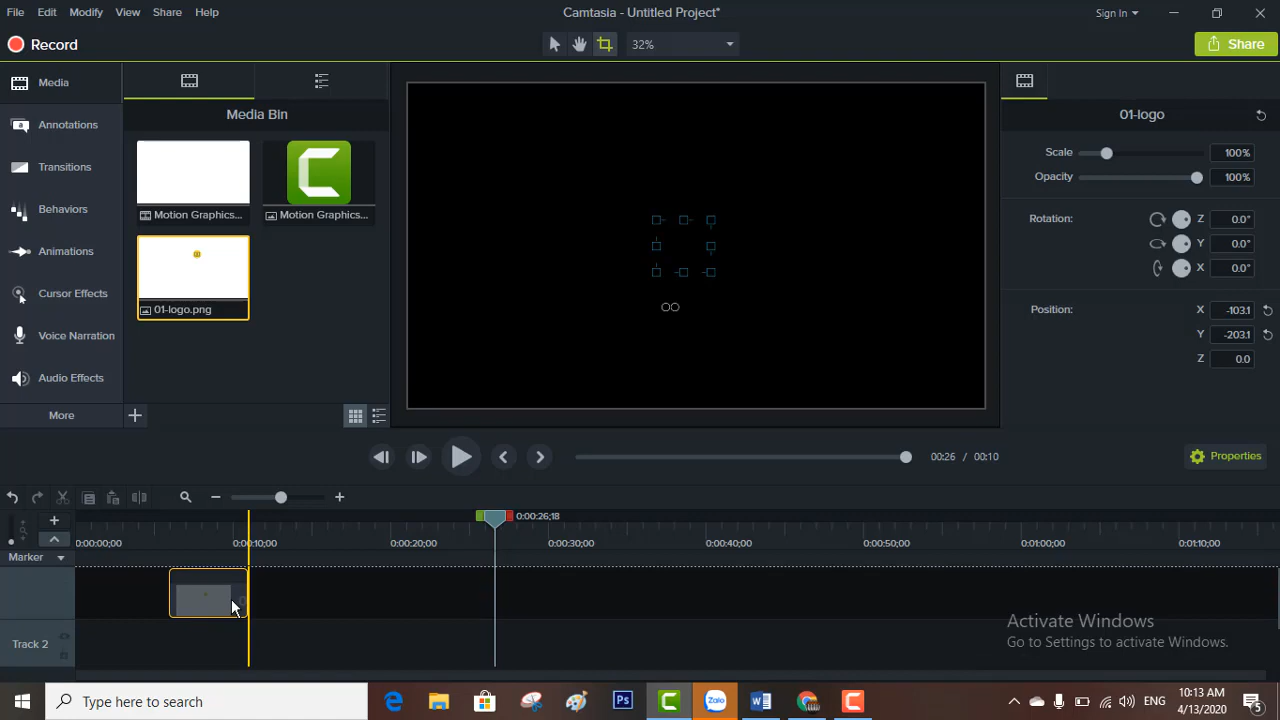 File Edit Modify View Share Help
Camtasia - Untitled Project*
Sign In
Record
32%
Share
Media
Annotations
Transitions
Behaviors
Animations
Cursor Effects
Voice Narration
Audio Effects
More
Media Bin
Motion Graphics...
Motion Graphics...
01-logo.png
01-logo
Scale 100%
Opacity 100%
Rotation: Z 0.0°
Y 0.0°
X 0.0°
Position: X -103.1
Y -203.1
Z 0.0
00:26 / 00:10
Properties
0:00:26;18
0:00:00;00 0:00:10;00 0:00:20;00 0:00:30;00 0:00:40;00 0:00:50;00 0:01:00;00 0:01:10;00
Marker
Track 2
Activate Windows
Go to Settings to activate Windows.
Type here to search
Ps
Zalo
ENG
10:13 AM
4/13/2020
5